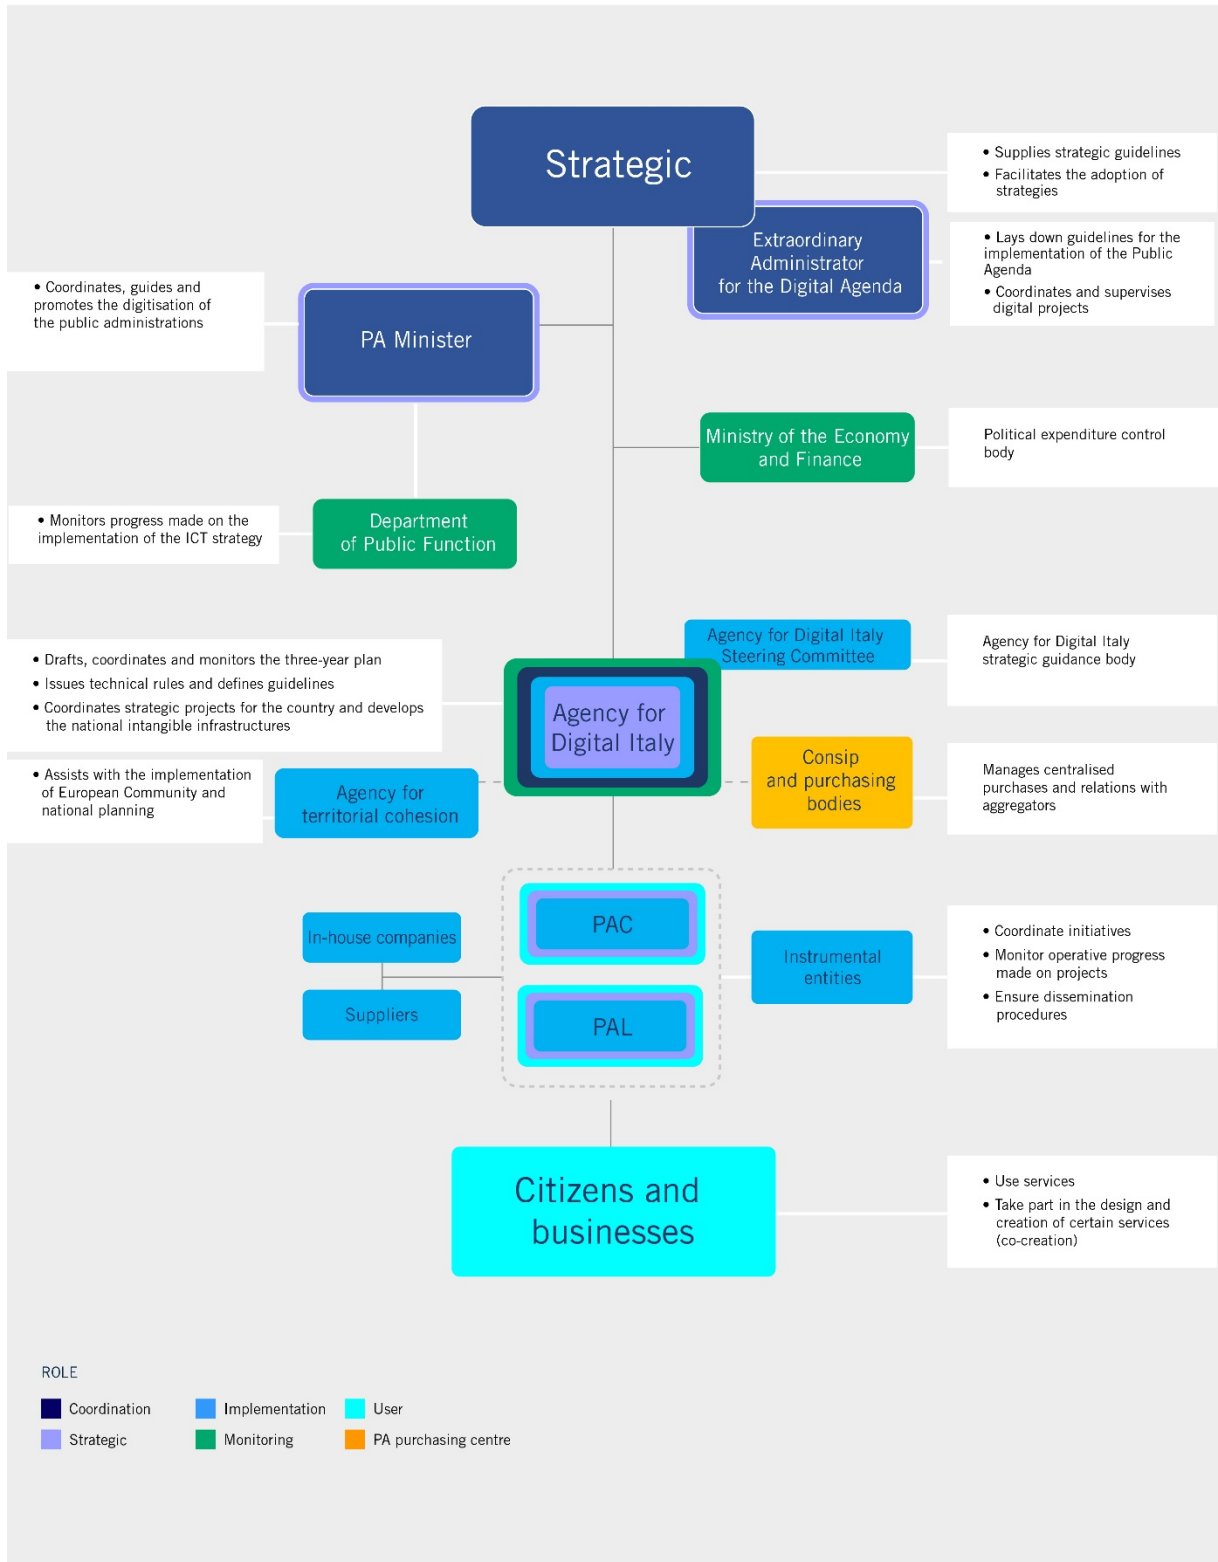 Strategic
• Supplies strategic guidelines
• Facilitates the adoption of
strategies
Extraordinary
Administrator
for the Digital Agenda
• Lays down guidelines for the
implementation of the Public
Agenda
• Coordinates and supervises
digital projects
• Coordinates, guides and
promotes the digitisation of
the public administrations
PA Minister
Ministry of the Economy
and Finance
Political expenditure control
body
• Monitors progress made on the
implementation of the ICT strategy
Department
of Public Function
Agency for Digital Italy
Steering Committee
Agency for Digital Italy
strategic guidance body
• Drafts, coordinates and monitors the three-year plan
• Issues technical rules and defines guidelines
• Coordinates strategic projects for the country and develops
the national intangible infrastructures
Agency for
Digital Italy
• Assists with the implementation
of European Community and
national planning
Agency for
territorial cohesion
Consip
and purchasing
bodies
Manages centralised
purchases and relations with
aggregators
In-house companies
Suppliers
PAC
PAL
Instrumental
entities
• Coordinate initiatives
• Monitor operative progress
made on projects
• Ensure dissemination
procedures
Citizens and
businesses
• Use services
• Take part in the design and
creation of certain services
(co-creation)
ROLE
Coordination
Implementation
User
Strategic
Monitoring
PA purchasing centre